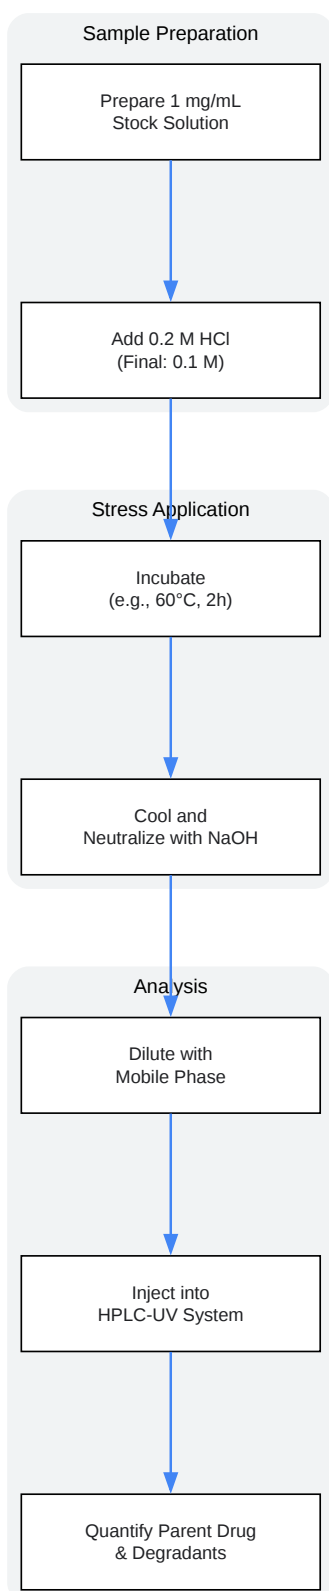 Sample Preparation
Prepare 1 mg/mL
Stock Solution
Add 0.2 M HCl
(Final: 0.1 M)
Stress Application
Incubate
(e.g., 60°C, 2h)
Cool and
Neutralize with NaOH
Analysis
Dilute with
Mobile Phase
Inject into
HPLC-UV System
Quantify Parent Drug
& Degradants